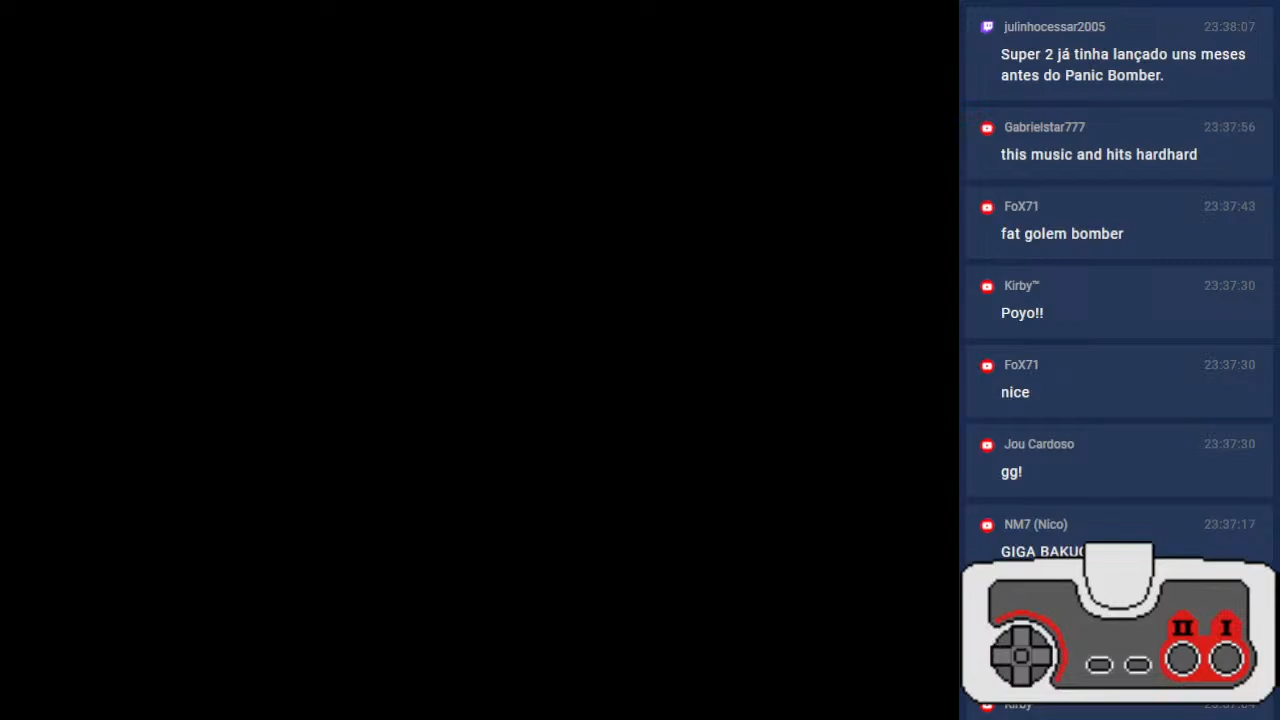 julinhocessar2005 23:38:07
Super 2 já tinha lançado uns meses
antes do Panic Bomber.
Gabrielstar777 23:37:56
this music and hits hardhard
FoX71 23:37:43
fat golem bomber
Kirby™ 23:37:30
Poyo!!
FoX71 23:37:30
nice
Jou Cardoso 23:37:30
gg!
NM7 (Nico) 23:37:17
GIGA
II I